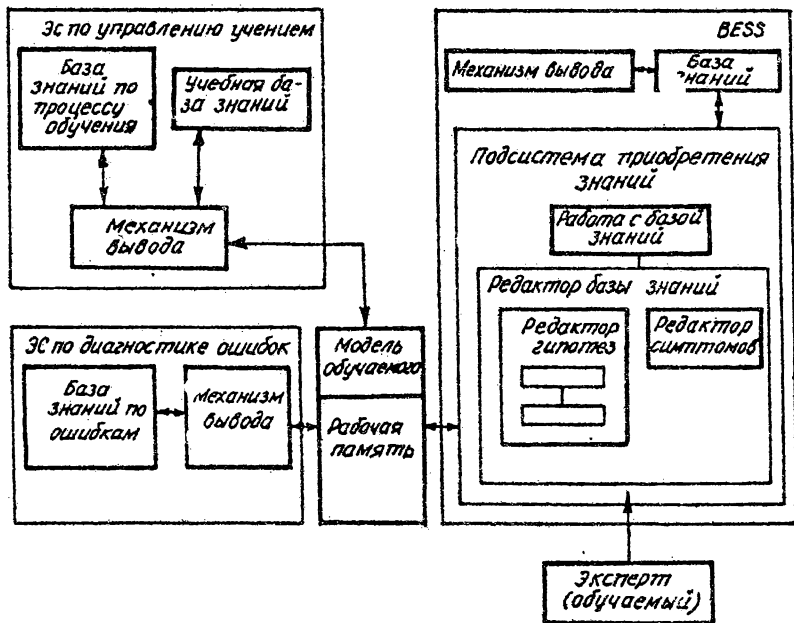 Эс по управлению учением
База
знаний по
процессу
обучения
Учебная ба-
за знаний
Механизм
вывода
ЭС по диагностике ошибок
База
знаний по
ошибкам
Механизм
вывода
Модель
обучаемого
Рабочая
память
BESS
Механизм вывода
База
знаний
Подсистема приобретения
знаний
Работа с базой
знаний
Редактор базы знаний
Редактор
гипотез
Редактор
симптомов
Эксперт
(обучаемый)